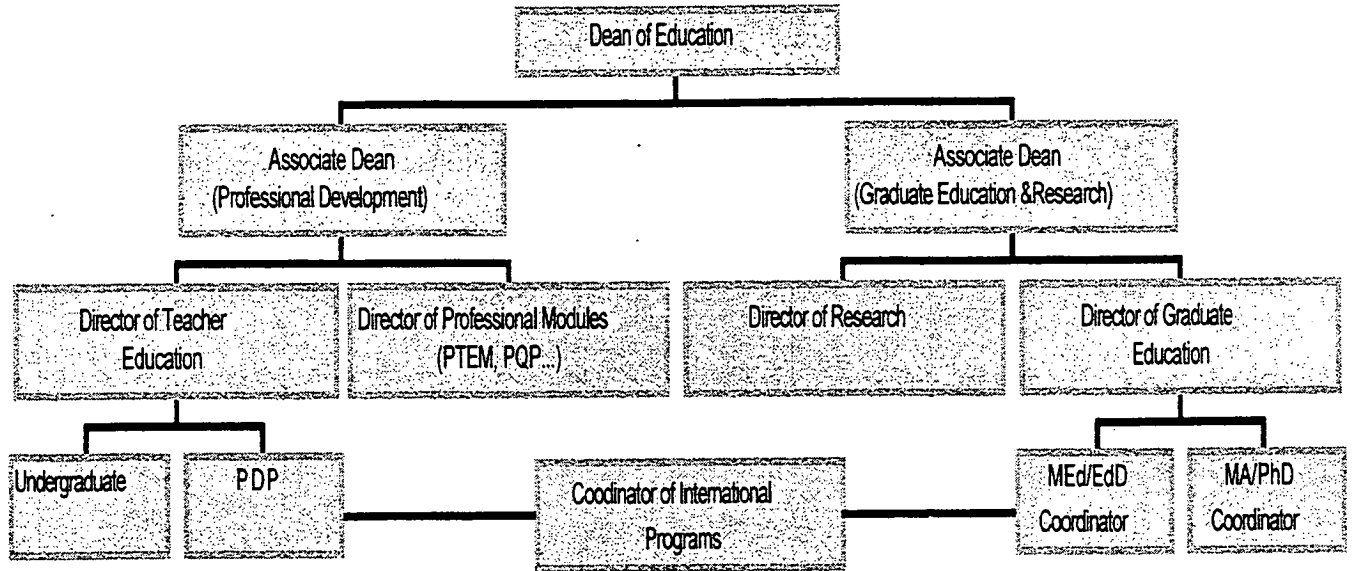 Dean of Education
Associate Dean
(Professional Development)
Associate Dean
(Graduate Education &Research)
Director of Teacher
Education
Director of Professional Modules
(PTEM, PQP...)
Director of Research
Director of Graduate
Education
Undergraduate
PDP
Coodinator of International
Programs
MEd/EdD
Coordinator
MA/PhD
Coordinator